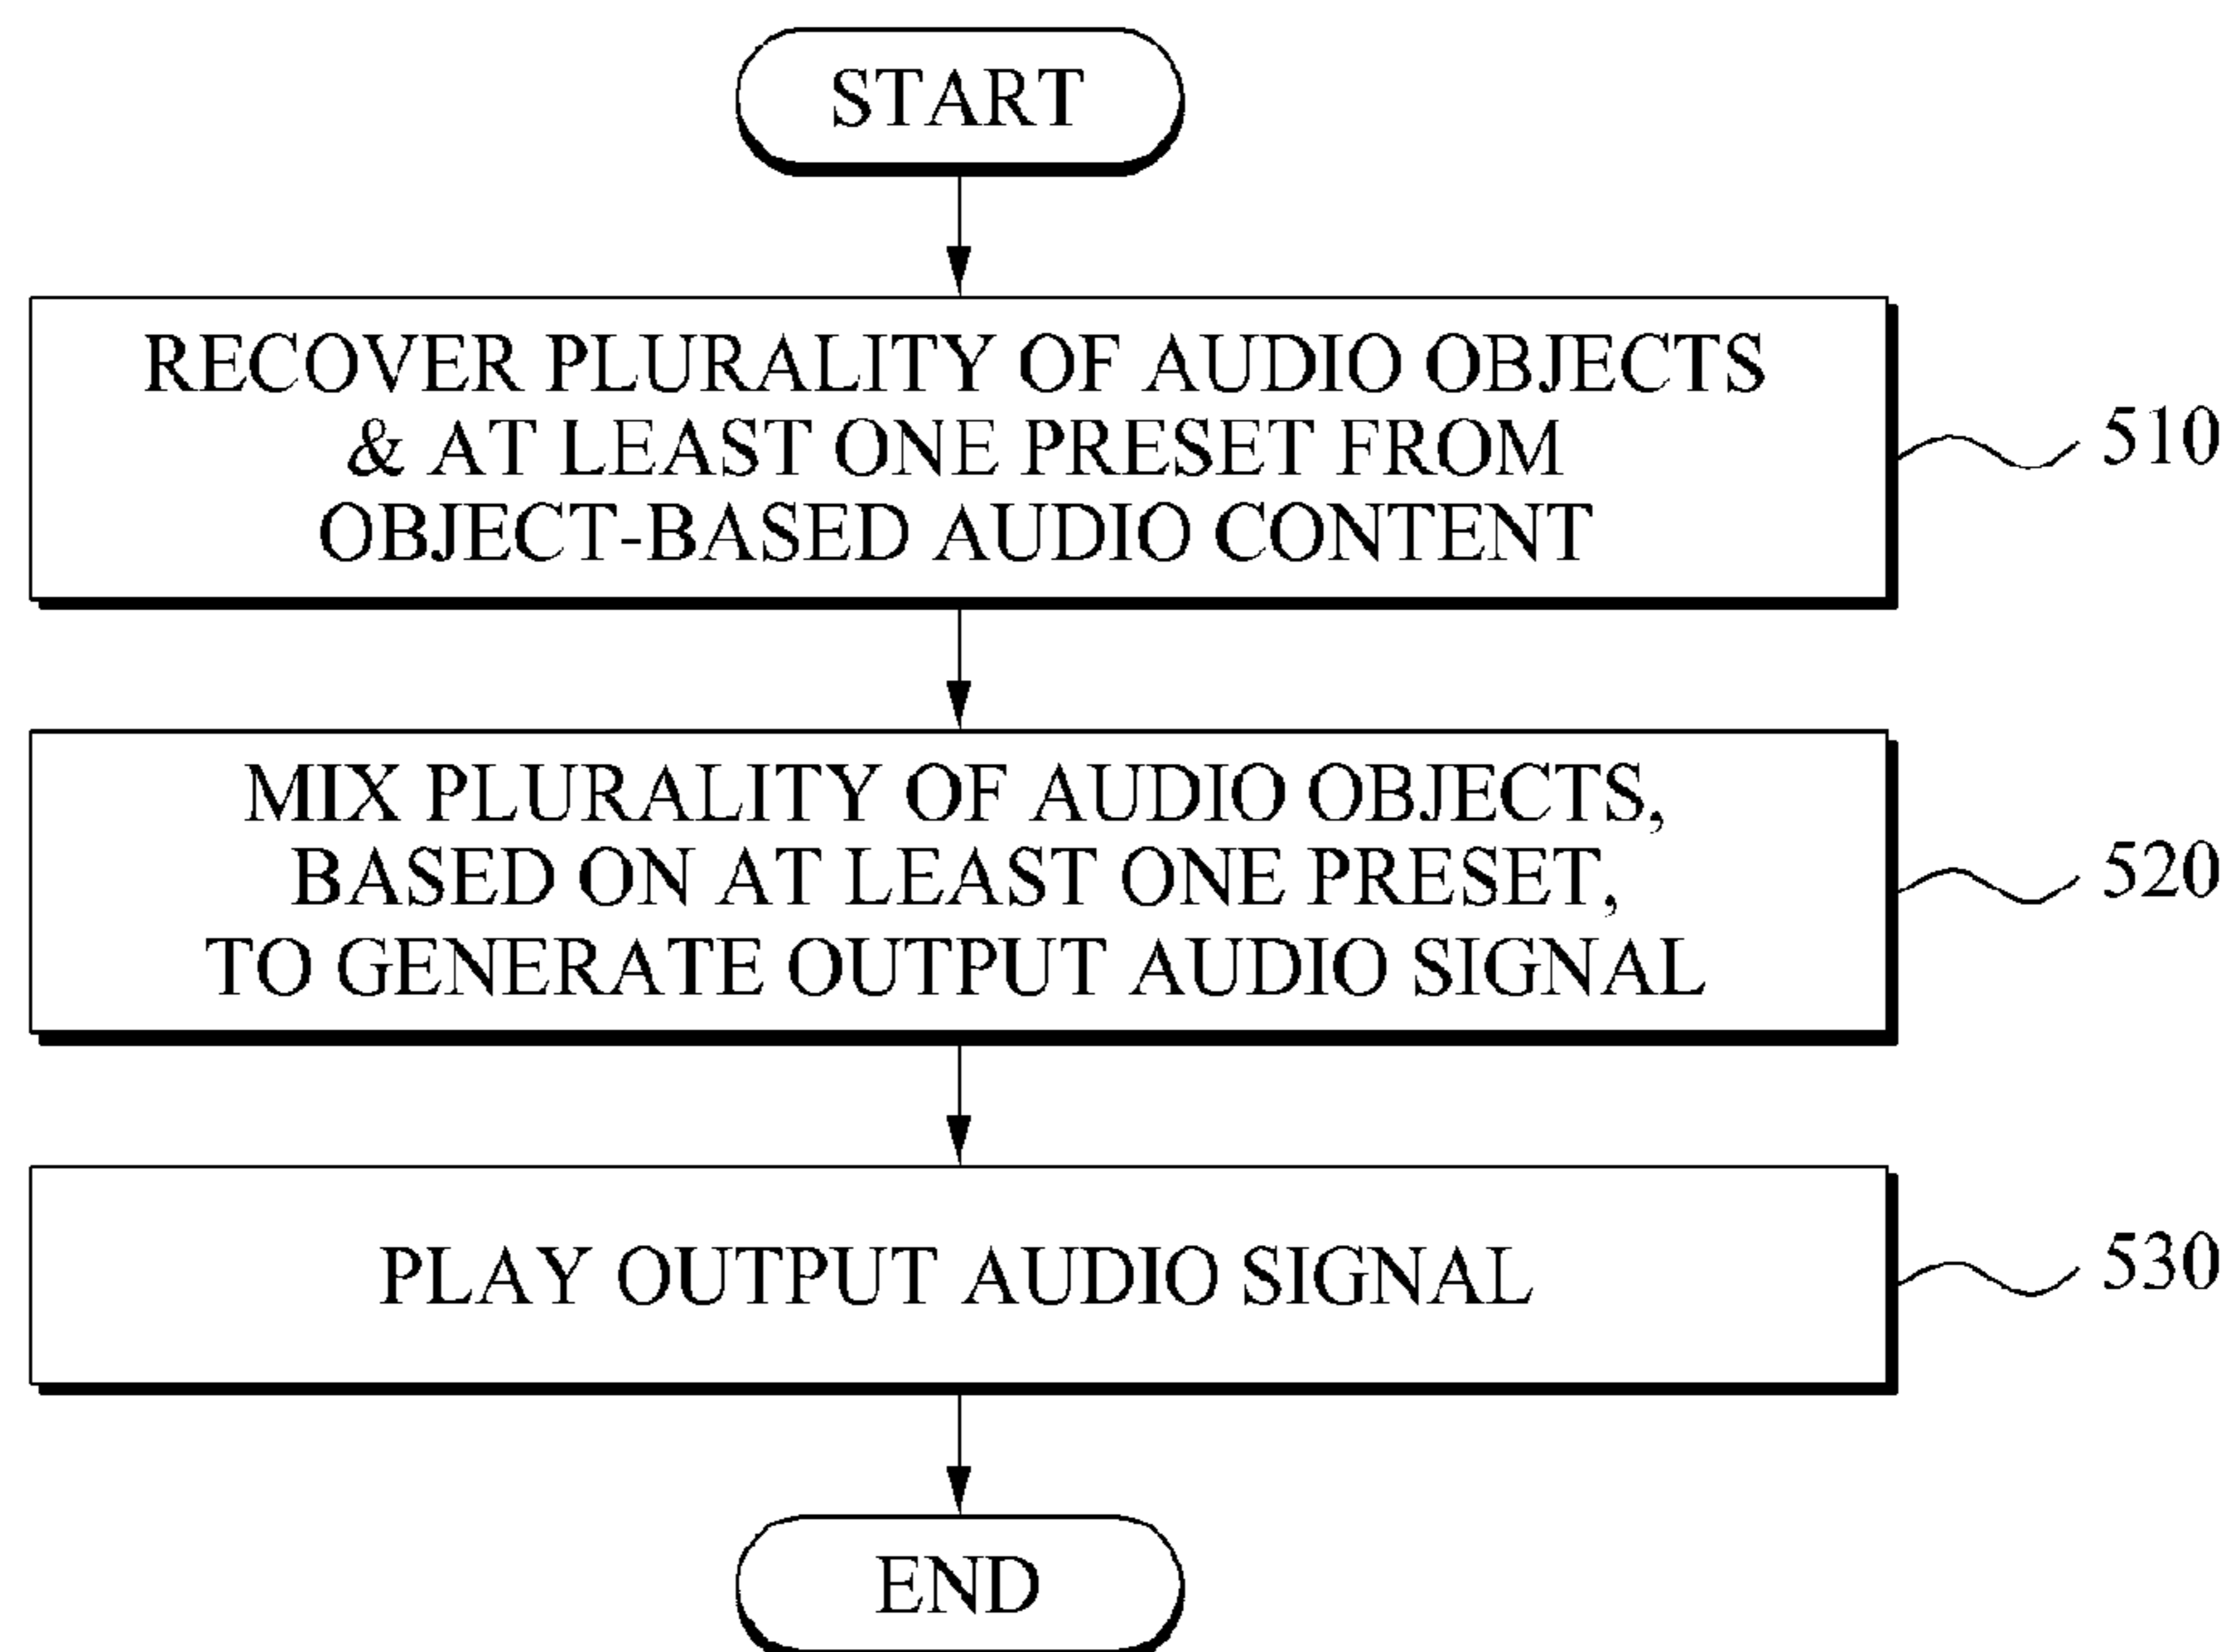 START
RECOVER PLURALITY OF AUDIO OBJECTS
& AT LEAST ONE PRESET FROM
OBJECT-BASED AUDIO CONTENT
510
MIX PLURALITY OF AUDIO OBJECTS,
BASED ON AT LEAST ONE PRESET,
TO GENERATE OUTPUT AUDIO SIGNAL
520
PLAY OUTPUT AUDIO SIGNAL
530
END